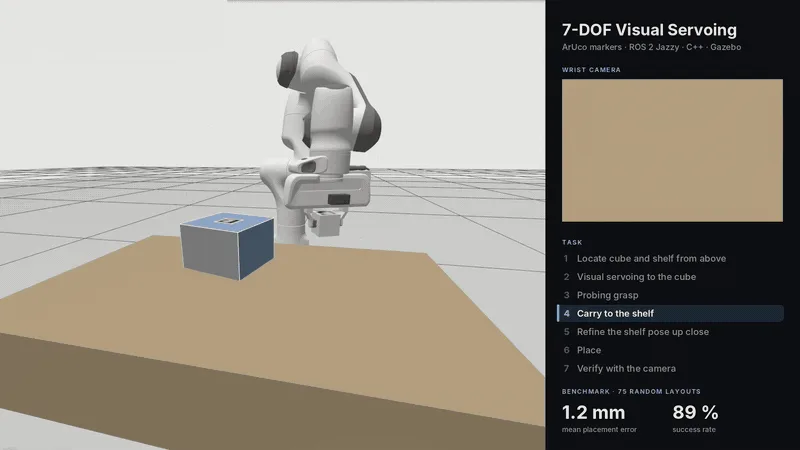 7-DOF Visual Servoing
ArUco markers · ROS 2 Jazzy · C++ · Gazebo
WRIST CAMERA
TASK
1 Locate cube and shelf from above
2 Visual servoing to the cube
3 Probing grasp
4 Carry to the shelf
5 Refine the shelf pose up close
6 Place
7 Verify with the camera
BENCHMARK · 75 RANDOM LAYOUTS
1.2 mm 89 %
mean placement error success rate